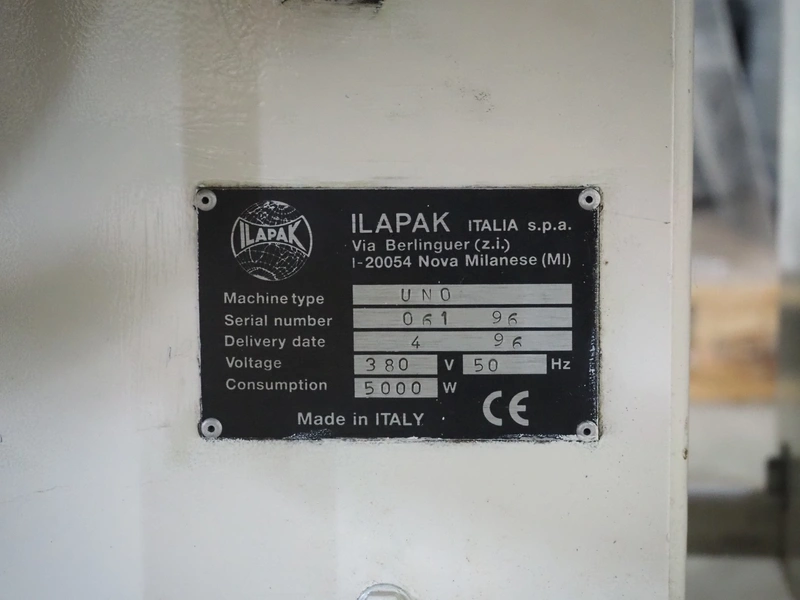 ILAPAK
ILAPAK ITALIA s.p.a.
Via Berlinguer (z.i.)
I-20054 Nova Milanese (MI)
Machine type UNO
Serial number 061 96
Delivery date 4 96
Voltage 380 V 50 Hz
Consumption 5000 W
Made in ITALY CE